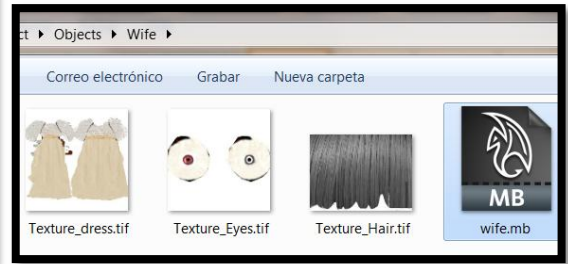 ct ▸ Objects ▸ Wife ▸
Correo electrónico Grabar Nueva carpeta
MB
Texture_dress.tif Texture_Eyes.tif Texture_Hair.tif wife.mb